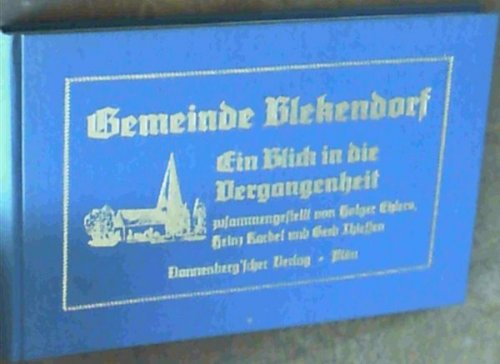 Gemeinde Blekendorf
Ein Blick in die
Vergangenheit
zusammengestellt von Holger Ehlers,
Heinz Kardel und Gerd Thießen
Dannenberg'scher Verlag • Plön